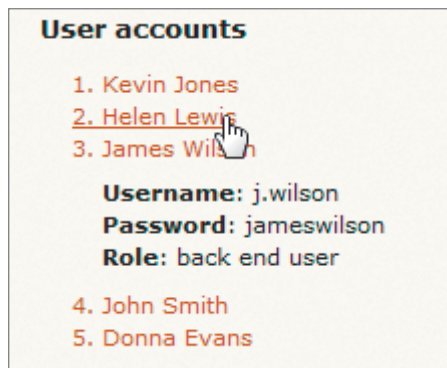 User accounts
1. Kevin Jones
2. Helen Lewis
3. James Wilson
Username: j.wilson
Password: jameswilson
Role: back end user
4. John Smith
5. Donna Evans